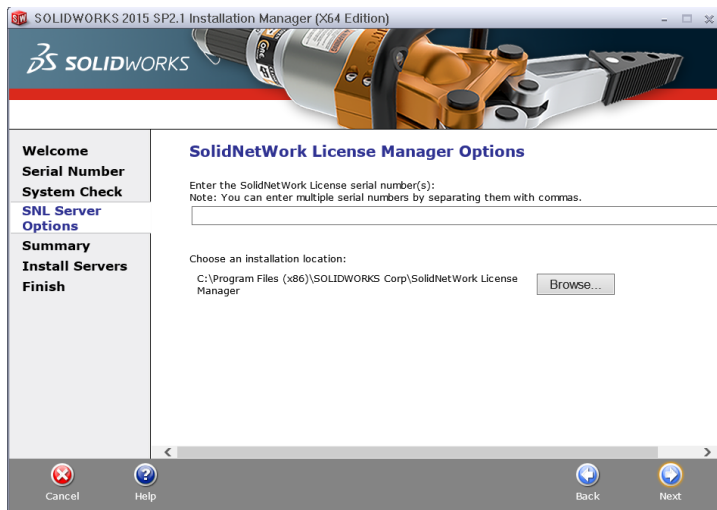 SOLIDWORKS 2015 SP2.1 Installation Manager (X64 Edition)
SOLIDWORKS
Welcome
Serial Number
System Check
SNL Server
Options
Summary
Install Servers
Finish
SolidNetWork License Manager Options
Enter the SolidNetWork License serial number(s):
Note: You can enter multiple serial numbers by separating them with commas.
Choose an installation location:
C:\Program Files (x86)\SOLIDWORKS Corp\SolidNetWork License
Manager
Browse...
Cancel
Help
Back
Next